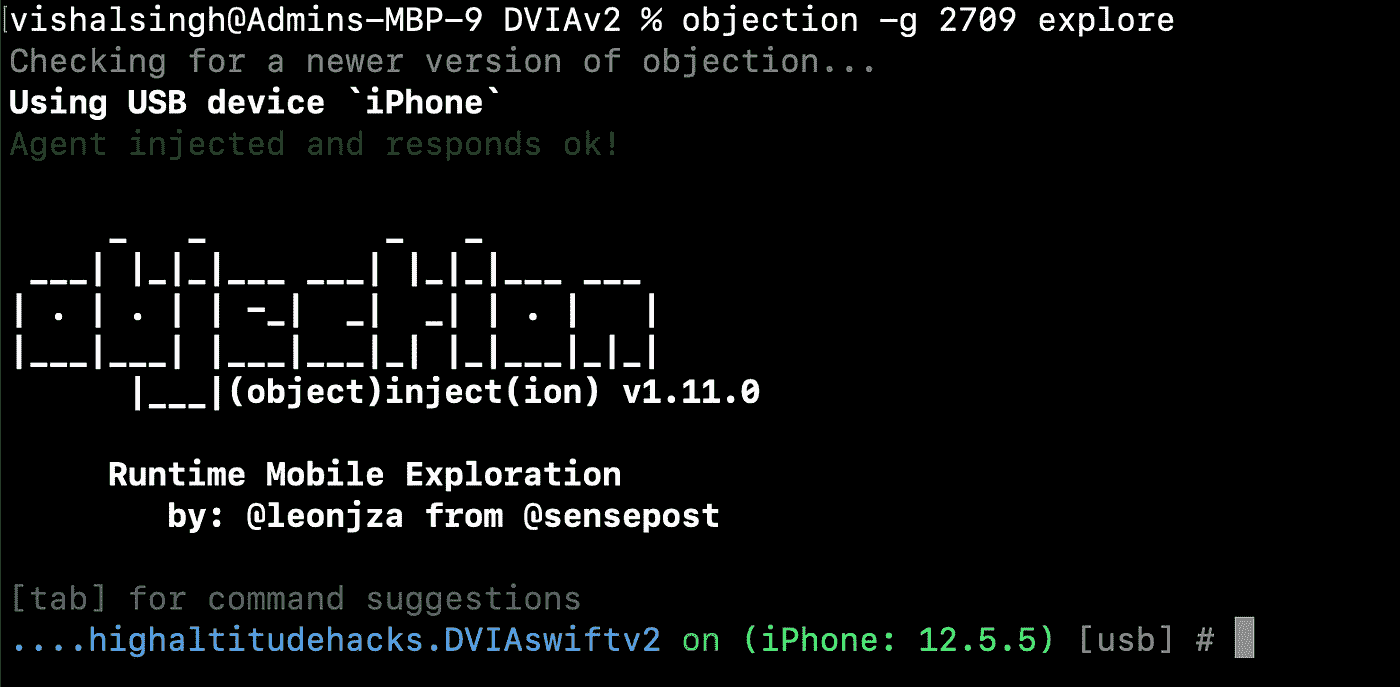 [vishalsingh@Admins-MBP-9 DVIAv2 % objection -g 2709 explore
Checking for a newer version of objection...
Using USB device `iPhone`
Agent injected and responds ok!
     _   _         _   _
 ___| |_|_|___ ___| |_|_|___ ___
| . | . | | -_|  _|  _| | . |   |
|___|___| |___|___|_| |_|___|_|_|
      |___|(object)inject(ion) v1.11.0
Runtime Mobile Exploration
by: @leonjza from @sensepost
[tab] for command suggestions
....highaltitudehacks.DVIAswiftv2 on (iPhone: 12.5.5) [usb] #